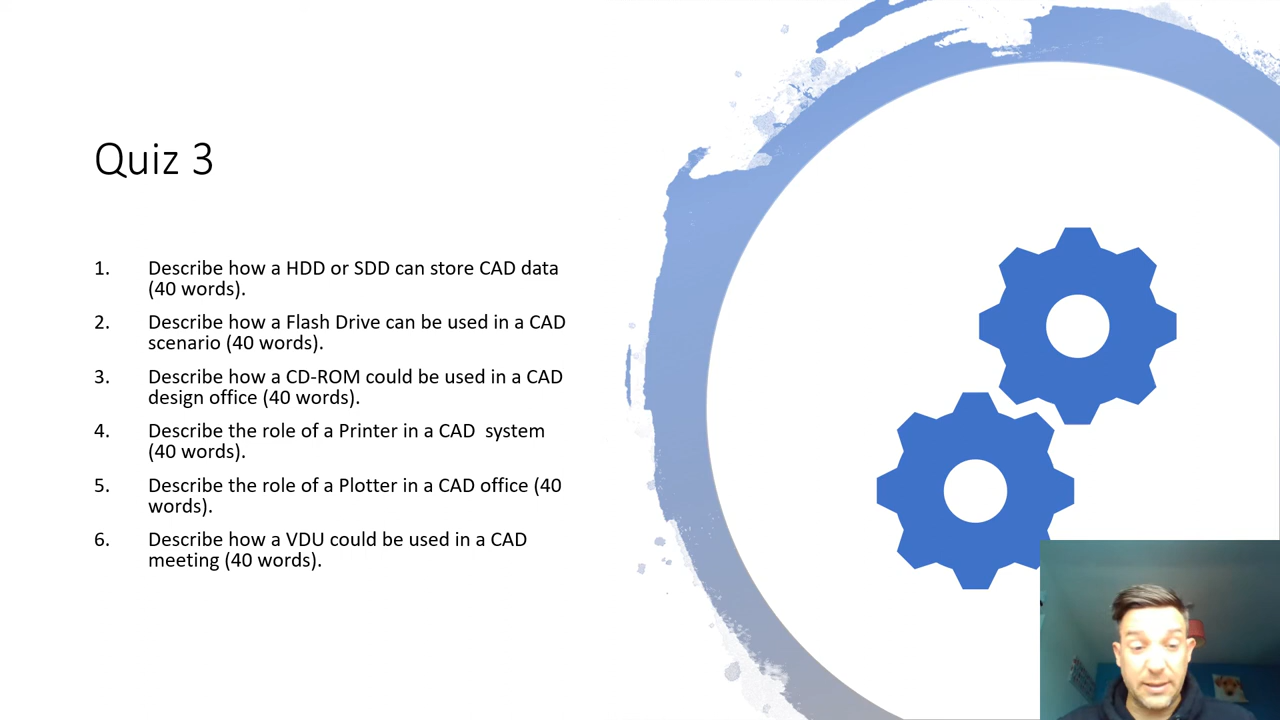 Quiz 3
1. Describe how a HDD or SDD can store CAD data
(40 words).
2. Describe how a Flash Drive can be used in a CAD
scenario (40 words).
3. Describe how a CD-ROM could be used in a CAD
design office (40 words).
4. Describe the role of a Printer in a CAD  system
(40 words).
5. Describe the role of a Plotter in a CAD office (40
words).
6. Describe how a VDU could be used in a CAD
meeting (40 words).